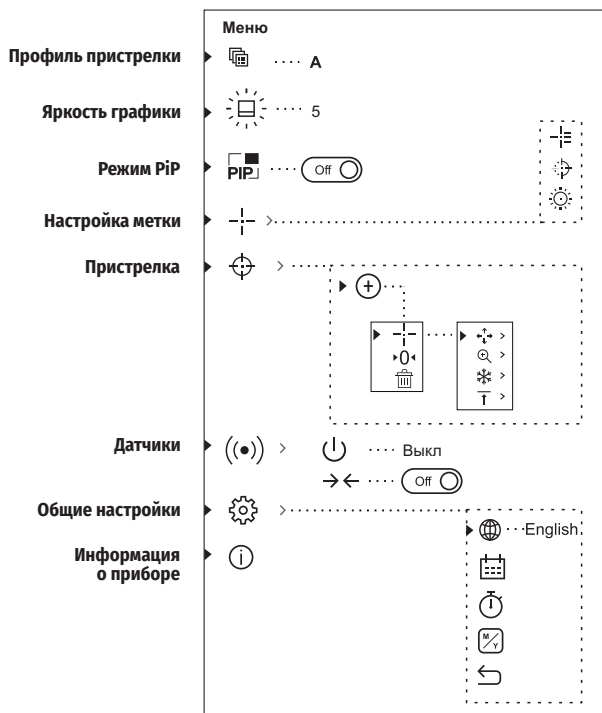 Меню
Профиль пристрелки
A
Яркость графики
5
Режим PiP
PIP
Off
Настройка метки
Пристрелка
0
Датчики
Выкл
Off
Общие настройки
English
Информация
о приборе
M/Y